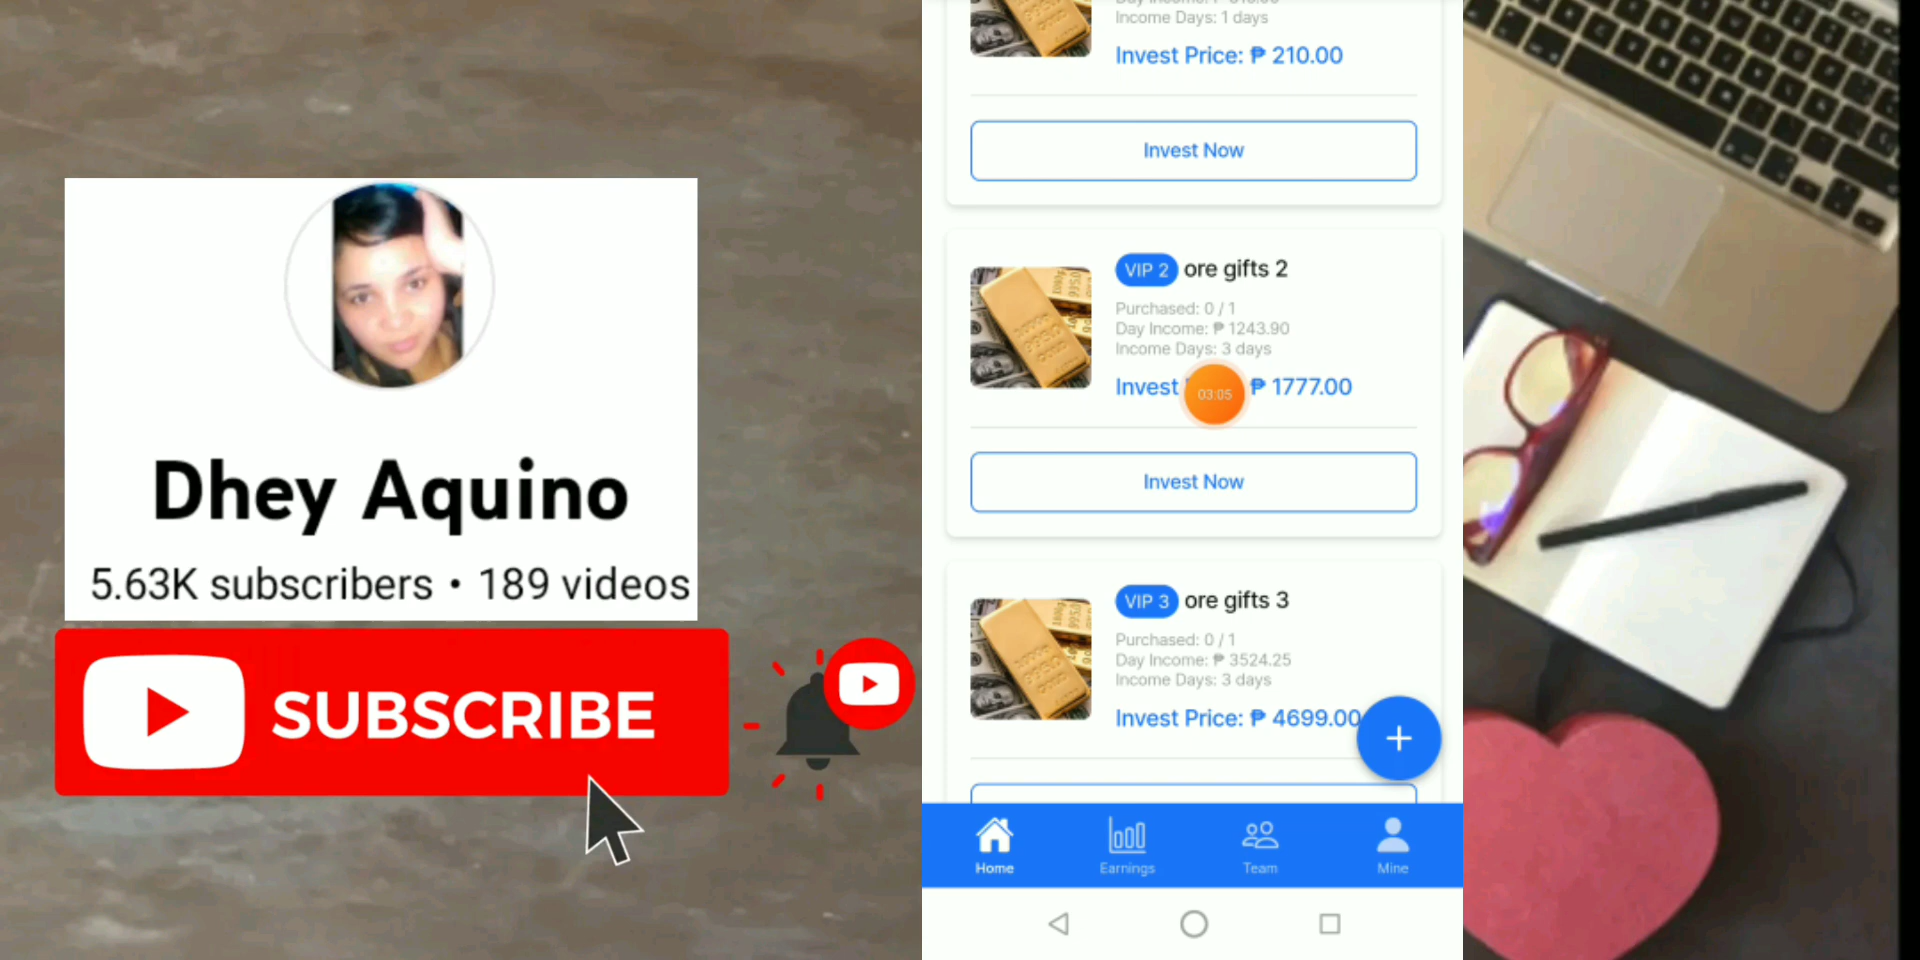 Dhey Aquino
5.63K subscribers • 189 videos
SUBSCRIBE
Income Days: 1 days
Invest Price: ₱ 210.00
Invest Now
VIP 2 ore gifts 2
Purchased: 0 / 1
Day Income: ₱ 1243.90
Income Days: 3 days
Invest ₱ 1777.00
03:05
Invest Now
VIP 3 ore gifts 3
Purchased: 0 / 1
Day Income: ₱ 3524.25
Income Days: 3 days
Invest Price: ₱ 4699.00
+
Home
Earnings
Team
Mine